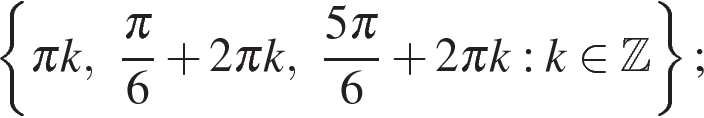 {πk, π/6 + 2πk, 5π/6 + 2πk : k ∈ ℤ};